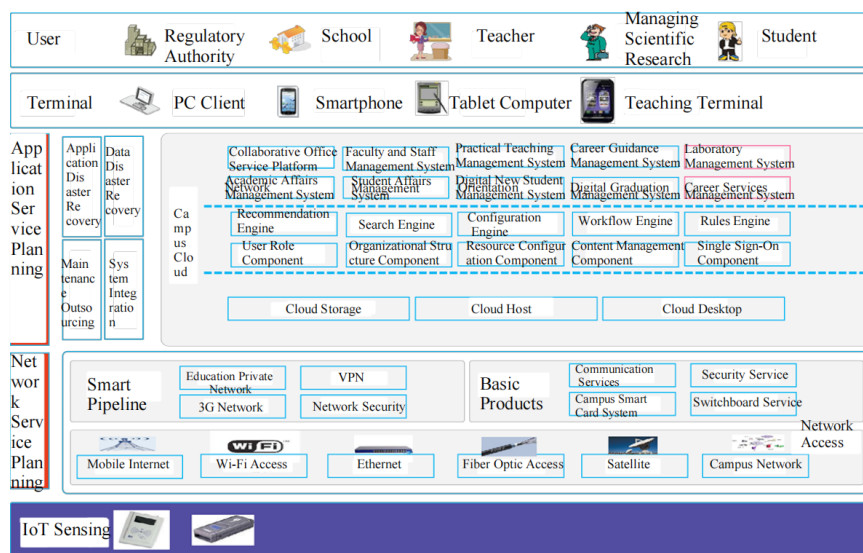 User
Regulatory
Authority
School
Teacher
Managing
Scientific
Research
Student
Terminal
PC Client
Smartphone
Tablet Computer
Teaching Terminal
App
licat
ion
Ser
vice
Plan
ning
Appli
cation
Dis
aster
Re
covery
Data
Dis
aster
Re
covery
Main
tenanc
e
Outso
urcing
Sys
tem
Integ
ratio
n
Ca
mp
us
Clo
ud
Collaborative Office
Service Platform
Faculty and Staff
Management System
Practical Teaching
Management System
Career Guidance
Management System
Laboratory
Management System
Network
Academic Affairs
Management System
Student Affairs
Management
System
Digital New Student
Orientation
Management System
Digital Graduation
Management System
Career Services
Management System
Recommendation
Engine
Search Engine
Configuration
Engine
Workflow Engine
Rules Engine
User Role
Component
Organizational Stru
cture Component
Resource Configur
ation Component
Content Management
Component
Single Sign-On
Component
Cloud Storage
Cloud Host
Cloud Desktop
Net
wor
k
Serv
ice
Plan
ning
Smart
Pipeline
Education Private
Network
VPN
3G Network
Network Security
Basic
Products
Communication
Services
Security Service
Campus Smart
Card System
Switchboard Service
Network
Access
WiFi
Mobile Internet
Wi-Fi Access
Ethernet
Fiber Optic Access
Satellite
Campus Network
IoT Sensing